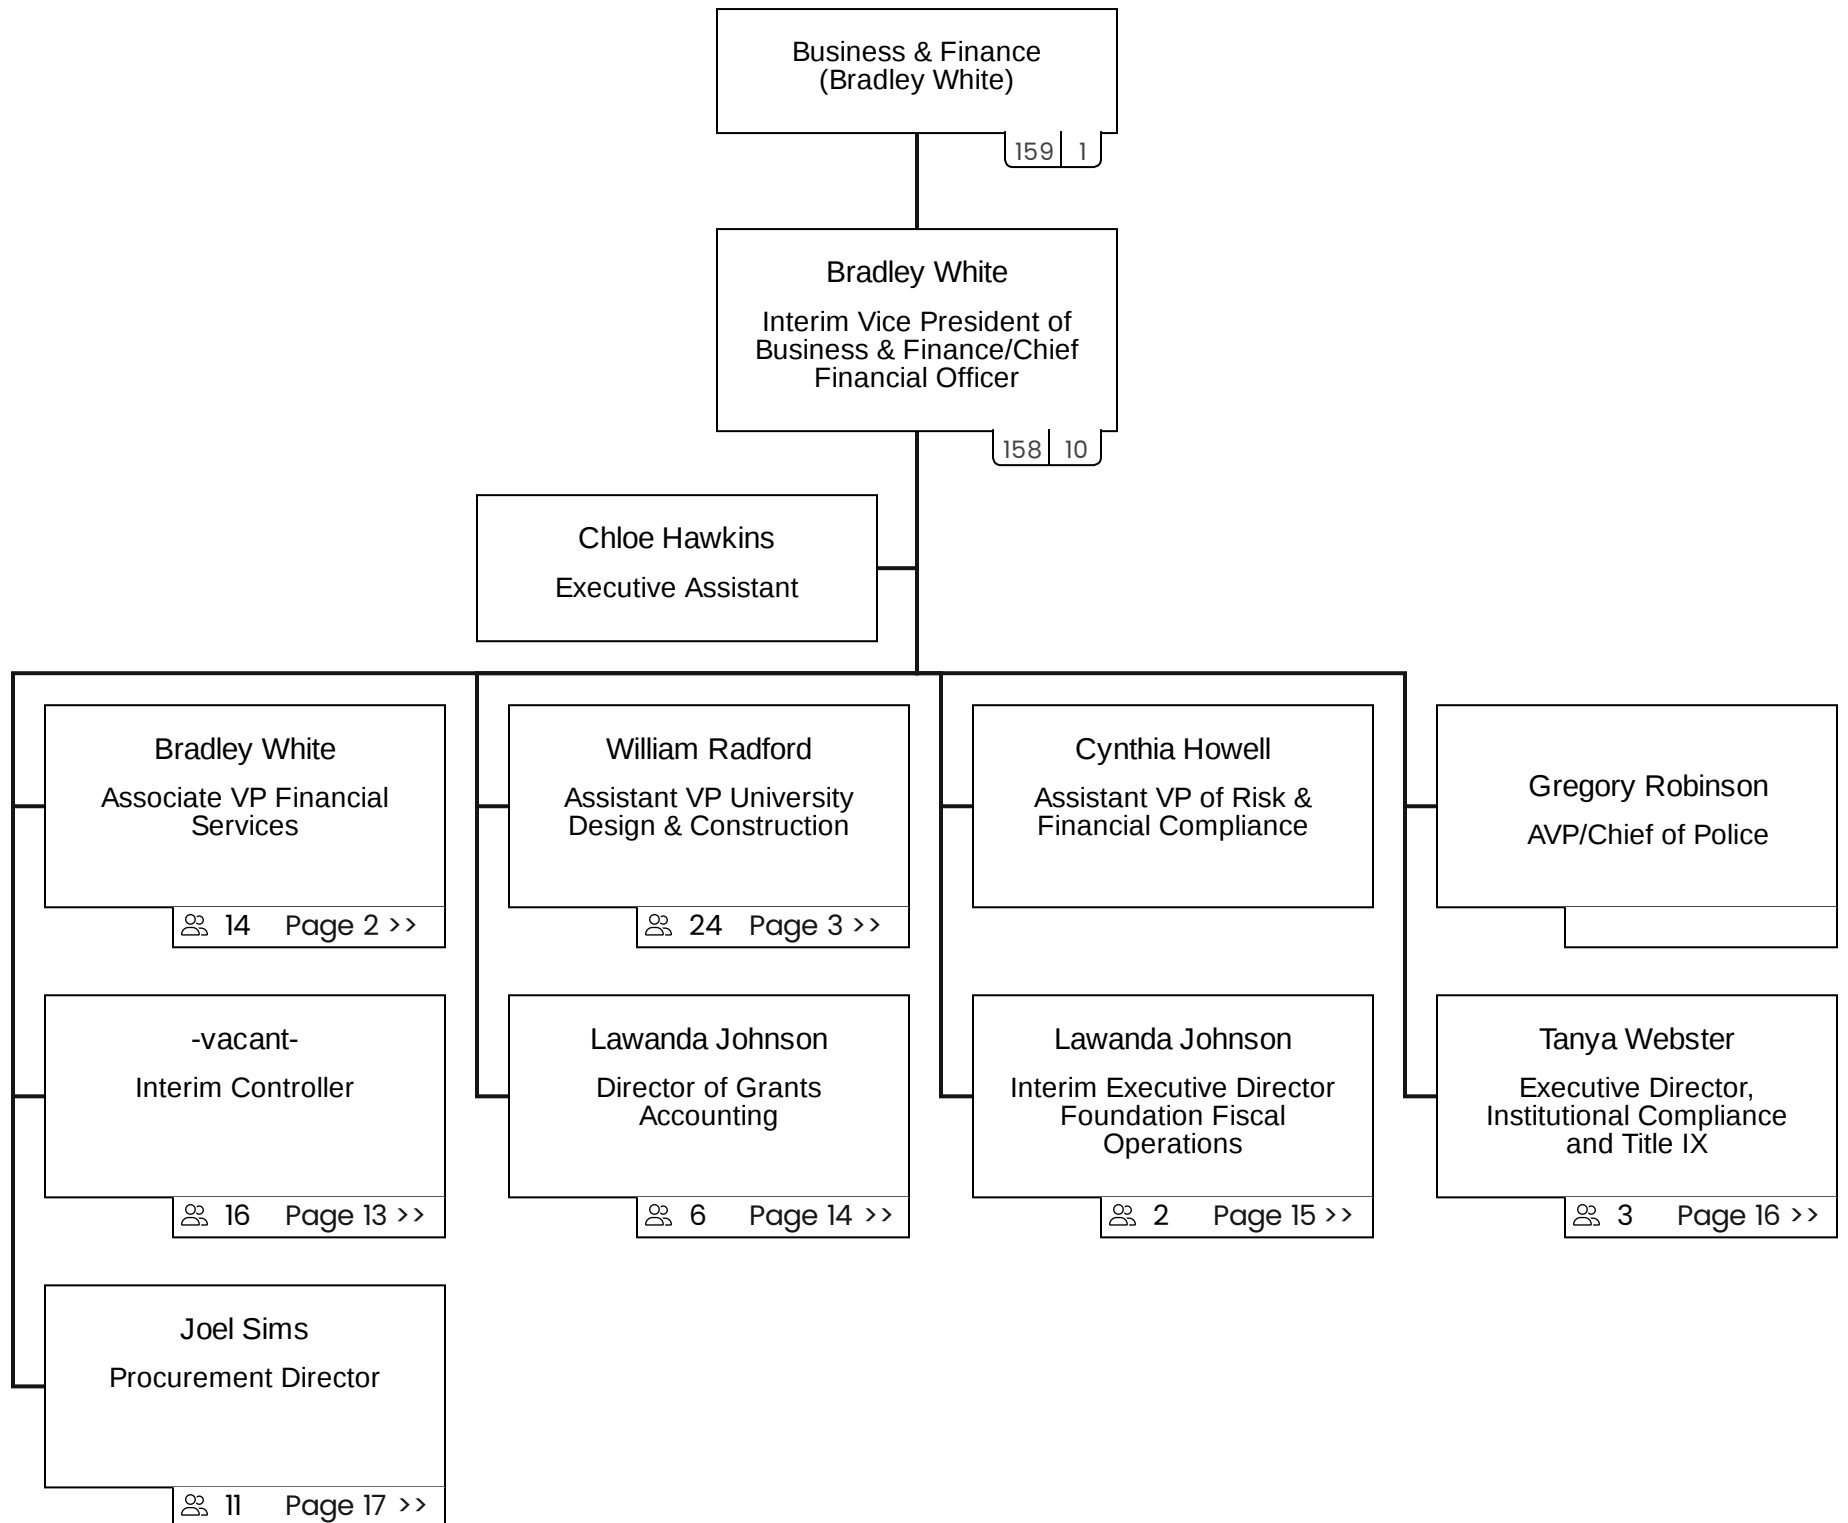 Business & Finance
(Bradley White)
159 1
Bradley White
Interim Vice President of
Business & Finance/Chief
Financial Officer
158 10
Chloe Hawkins
Executive Assistant
Bradley White
Associate VP Financial
Services
14 Page 2 >>
William Radford
Assistant VP University
Design & Construction
24 Page 3 >>
Cynthia Howell
Assistant VP of Risk &
Financial Compliance
Gregory Robinson
AVP/Chief of Police
-vacant-
Interim Controller
16 Page 13 >>
Lawanda Johnson
Director of Grants
Accounting
6 Page 14 >>
Lawanda Johnson
Interim Executive Director
Foundation Fiscal
Operations
2 Page 15 >>
Tanya Webster
Executive Director,
Institutional Compliance
and Title IX
3 Page 16 >>
Joel Sims
Procurement Director
11 Page 17 >>